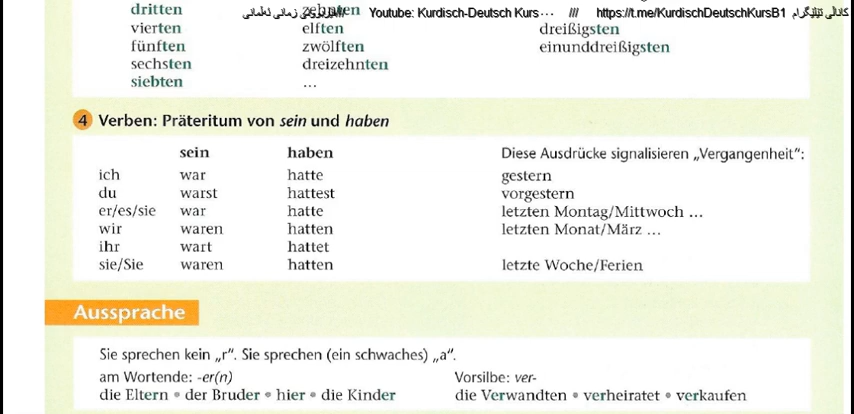 dritten
zehnten
Youtube: Kurdisch-Deutsch Kurs··· /// https://t.me/KurdischDeutschKursB1 کانالی تیلیگرام
vierten elften dreißigsten
fünften zwölften einunddreißigsten
sechsten dreizehnten
siebten ...
4 Verben: Präteritum von sein und haben
sein haben Diese Ausdrücke signalisieren „Vergangenheit“:
ich war hatte gestern
du warst hattest vorgestern
er/es/sie war hatte letzten Montag/Mittwoch ...
wir waren hatten letzten Monat/März ...
ihr wart hattet
sie/Sie waren hatten letzte Woche/Ferien
Aussprache
Sie sprechen kein „r“. Sie sprechen (ein schwaches) „a“.
am Wortende: -er(n) Vorsilbe: ver-
die Eltern • der Bruder • hier • die Kinder die Verwandten • verheiratet • verkaufen